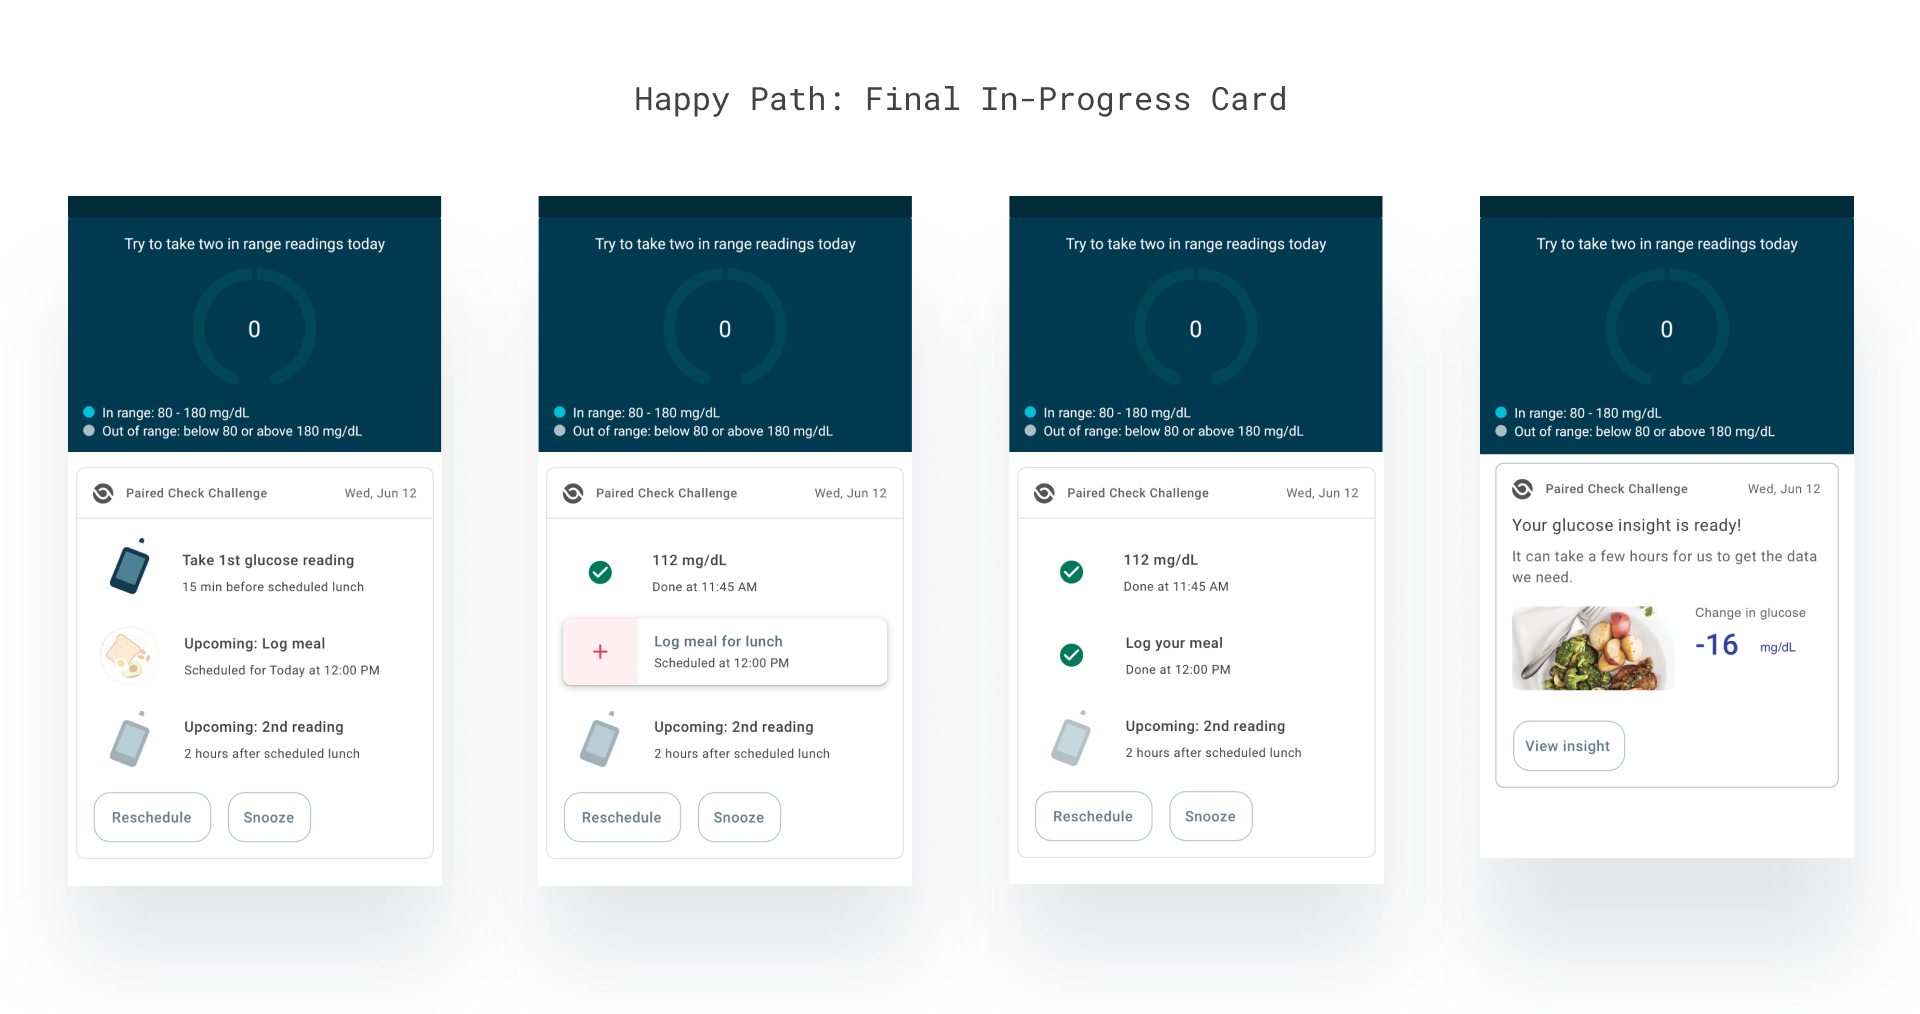 Happy Path: Final In-Progress Card
Try to take two in range readings today
0
In range: 80 - 180 mg/dL
Out of range: below 80 or above 180 mg/dL
Paired Check Challenge
Wed, Jun 12
Take 1st glucose reading
15 min before scheduled lunch
Upcoming: Log meal
Scheduled for Today at 12:00 PM
Upcoming: 2nd reading
2 hours after scheduled lunch
Reschedule
Snooze
Try to take two in range readings today
0
In range: 80 - 180 mg/dL
Out of range: below 80 or above 180 mg/dL
Paired Check Challenge
Wed, Jun 12
112 mg/dL
Done at 11:45 AM
Log meal for lunch
Scheduled at 12:00 PM
Upcoming: 2nd reading
2 hours after scheduled lunch
Reschedule
Snooze
Try to take two in range readings today
0
In range: 80 - 180 mg/dL
Out of range: below 80 or above 180 mg/dL
Paired Check Challenge
Wed, Jun 12
112 mg/dL
Done at 11:45 AM
Log your meal
Done at 12:00 PM
Upcoming: 2nd reading
2 hours after scheduled lunch
Reschedule
Snooze
Try to take two in range readings today
0
In range: 80 - 180 mg/dL
Out of range: below 80 or above 180 mg/dL
Paired Check Challenge
Wed, Jun 12
Your glucose insight is ready!
It can take a few hours for us to get the data
we need.
Change in glucose
-16 mg/dL
View insight